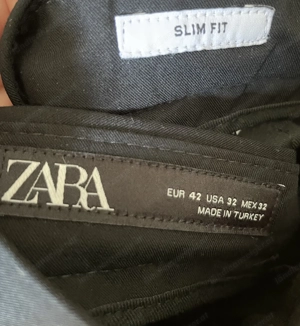 SLIM FIT
ZARA
EUR 42 USA 32 MEX 32
MADE IN TURKEY